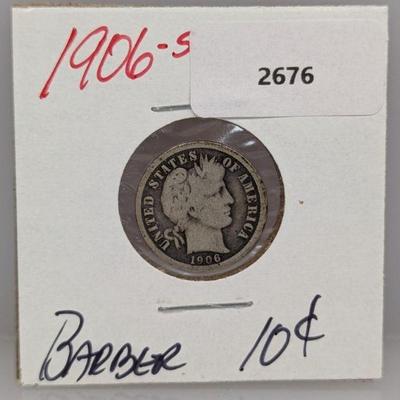 1906-S
2676
UNITED STATES OF AMERICA
1906
BARBER 10¢